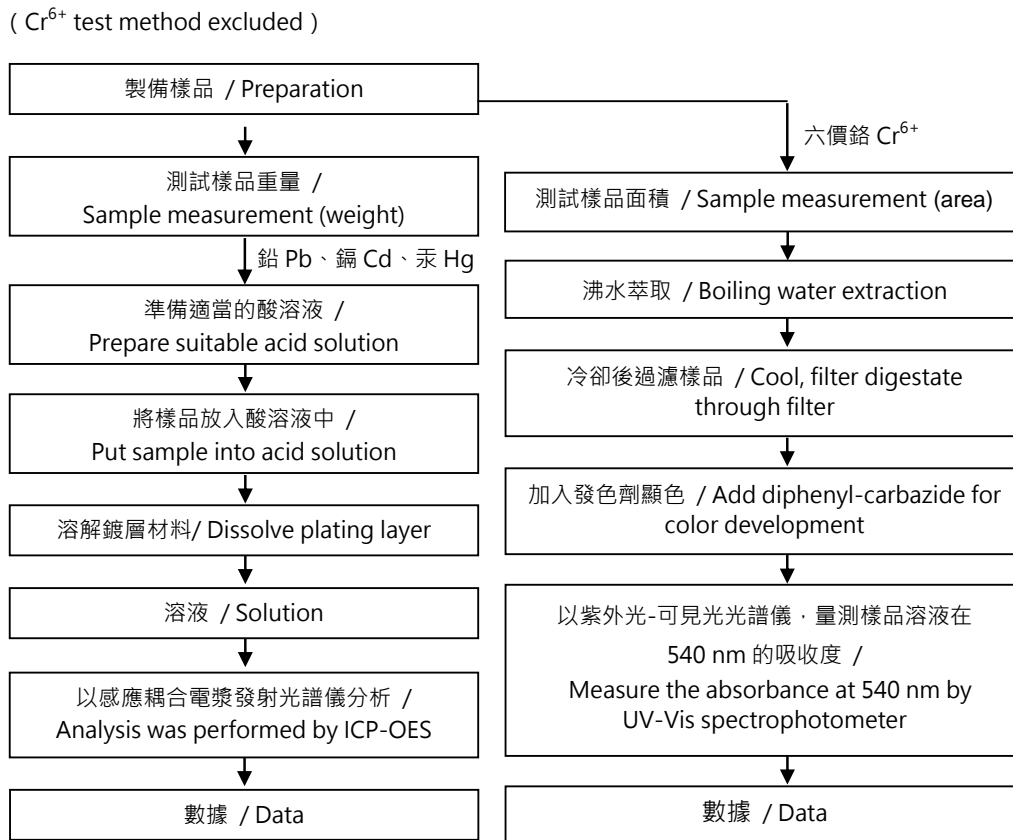 ( Cr6+ test method excluded )
製備樣品 / Preparation
測試樣品重量 /
Sample measurement (weight)
鉛 Pb、鎘 Cd、汞 Hg
準備適當的酸溶液 /
Prepare suitable acid solution
將樣品放入酸溶液中 /
Put sample into acid solution
溶解鍍層材料/ Dissolve plating layer
溶液 / Solution
以感應耦合電漿發射光譜儀分析 /
Analysis was performed by ICP-OES
數據 / Data
六價鉻 Cr6+
測試樣品面積 / Sample measurement (area)
沸水萃取 / Boiling water extraction
冷卻後過濾樣品 / Cool, filter digestate
through filter
加入發色劑顯色 / Add diphenyl-carbazide for
color development
以紫外光-可見光光譜儀，量測樣品溶液在
540 nm 的吸收度 /
Measure the absorbance at 540 nm by
UV-Vis spectrophotometer
數據 / Data